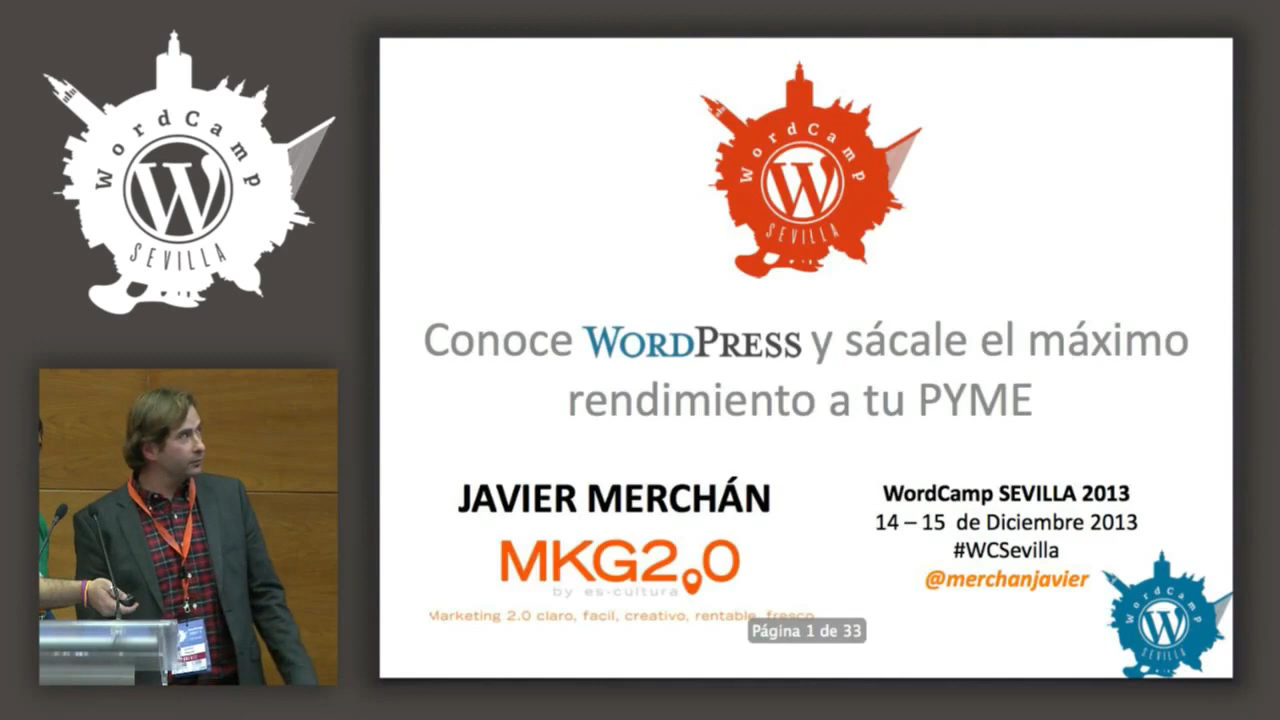 WordCamp
SEVILLA
WordCamp
SEVILLA
Conoce WORDPRESS y sácale el máximo
rendimiento a tu PYME
JAVIER MERCHÁN
MKG2.0
by es-cultura
Marketing 2.0 claro, facil, creativo, rentable, fresco
Página 1 de 33
WordCamp SEVILLA 2013
14 – 15 de Diciembre 2013
#WCSevilla
@merchanjavier
WordCamp
SEVILLA